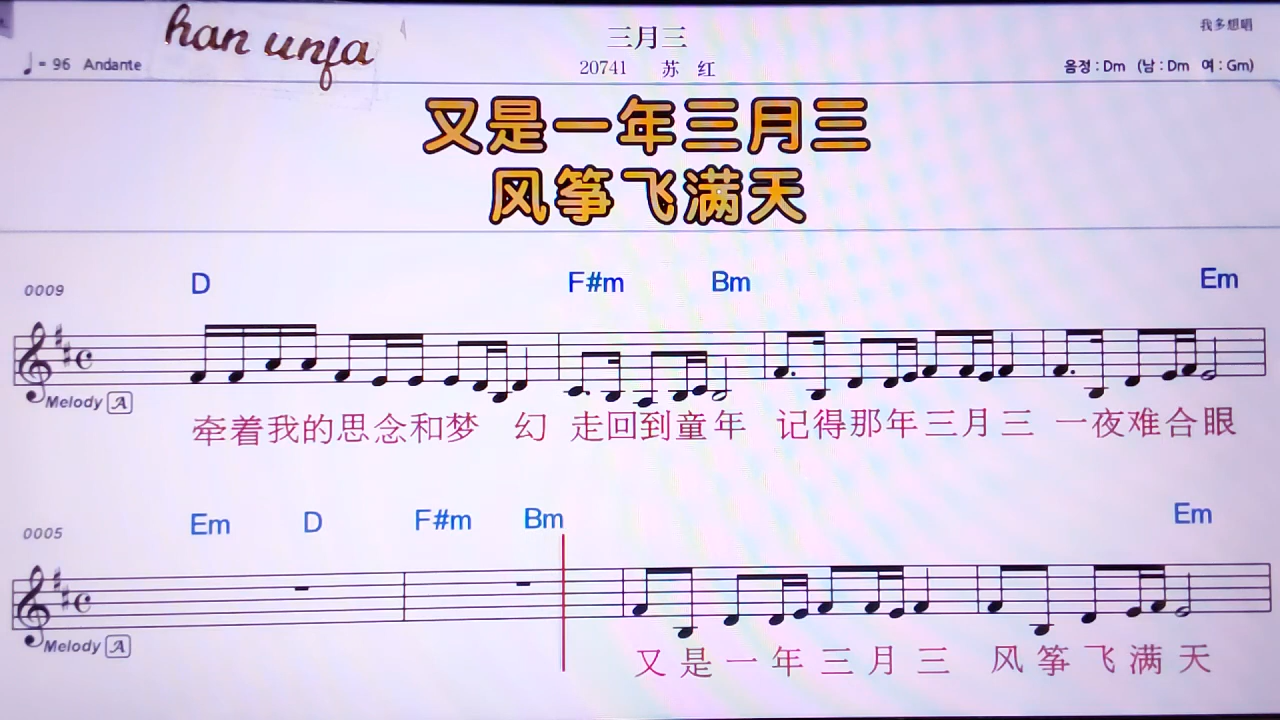 han unfa
三月三
我多想唱
♩= 96 Andante
20741 苏 红
음정 : Dm (남 : Dm 여 : Gm)
又是一年三月三
风筝飞满天
0009 D F#m Bm Em
Melody A
牵着我的思念和梦 幻 走回到童年 记得那年三月三 一夜难合眼
0005 Em D F#m Bm Em
Melody A
又是一年三月三 风筝飞满天